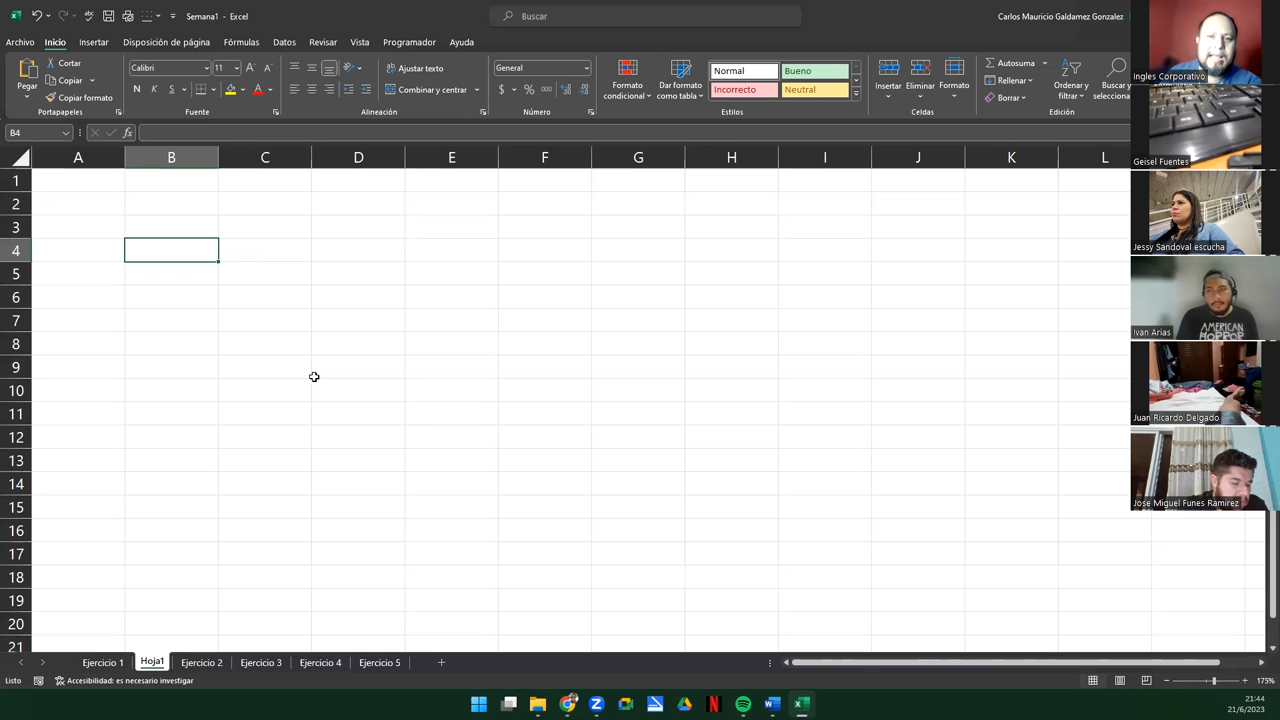 Semana1 - Excel
Buscar
Carlos Mauricio Galdamez Gonzalez
Archivo Inicio Insertar Disposición de página Fórmulas Datos Revisar Vista Programador Ayuda
Pegar
Cortar
Copiar
Copiar formato
Portapapeles
Calibri 11
N K S
Fuente
Ajustar texto
Combinar y centrar
Alineación
General
$ % 000
Número
Formato condicional
Dar formato como tabla
Normal Bueno
Incorrecto Neutral
Estilos
Insertar Eliminar Formato
Celdas
Autosuma
Rellenar
Borrar
Ordenar y filtrar
Buscar y selecciona
Edición
B4
fx
A B C D E F G H I J K L
1
2
3
4
5
6
7
8
9
10
11
12
13
14
15
16
17
18
19
20
21
Ingles Corporativo
Geisel Fuentes
Jessy Sandoval escucha
Ivan Arias
AMERICAN
HORROR
Juan Ricardo Delgado
Jose Miguel Funes Ramirez
Ejercicio 1 Hoja1 Ejercicio 2 Ejercicio 3 Ejercicio 4 Ejercicio 5
Listo
Accesibilidad: es necesario investigar
175%
21:44
21/6/2023